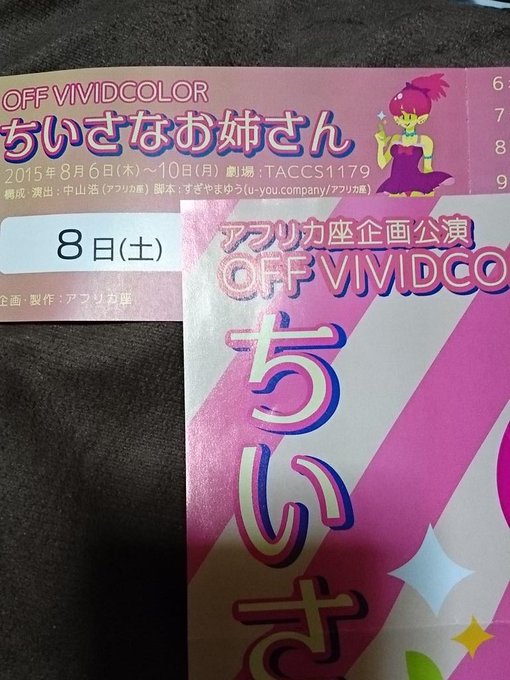 OFF VIVIDCOLOR
ちいさなお姉さん
2015年8月6日(木)～10日(月) 劇場:TACCS1179
構成・演出:中山浩(アフリカ座) 脚本:すぎやまゆう(u-you.company/アフリカ座)
8日(土)
企画・製作:アフリカ座
6
7
8
9
アフリカ座企画公演
OFF VIVIDCO
ちいさ